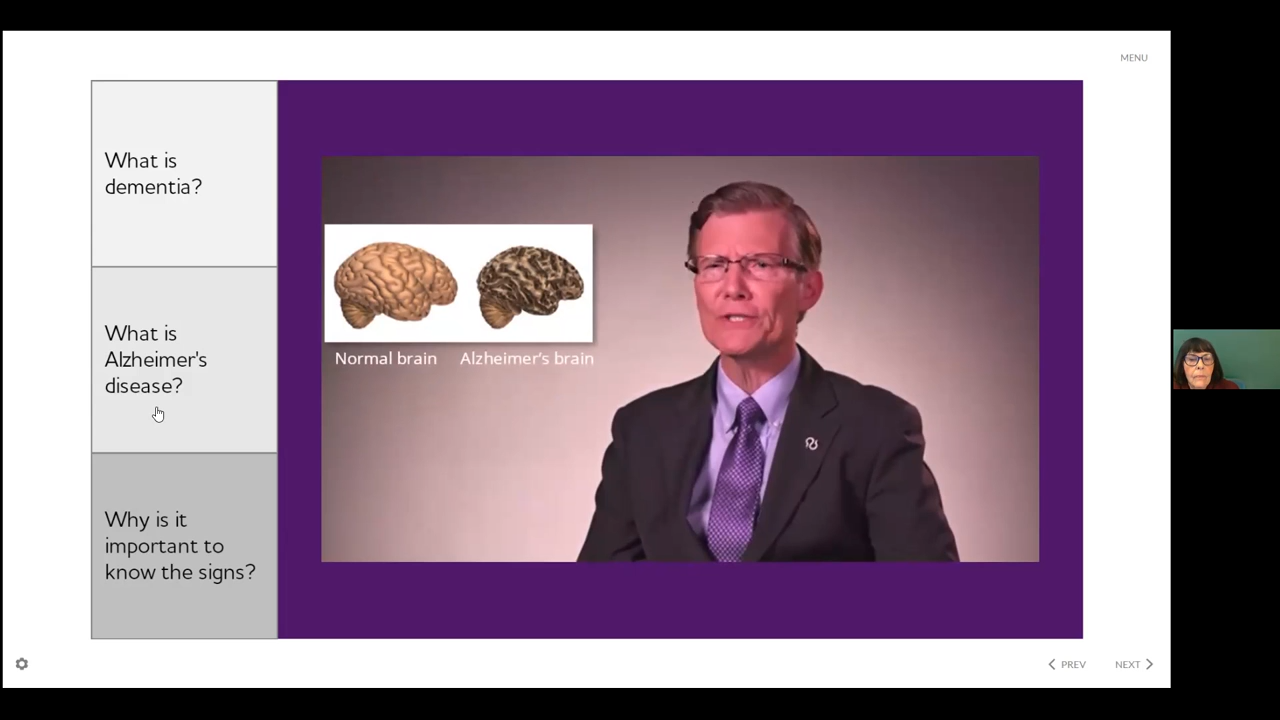 MENU
What is
dementia?
What is
Alzheimer's
disease?
Why is it
important to
know the signs?
Normal brain
Alzheimer's brain
PREV
NEXT